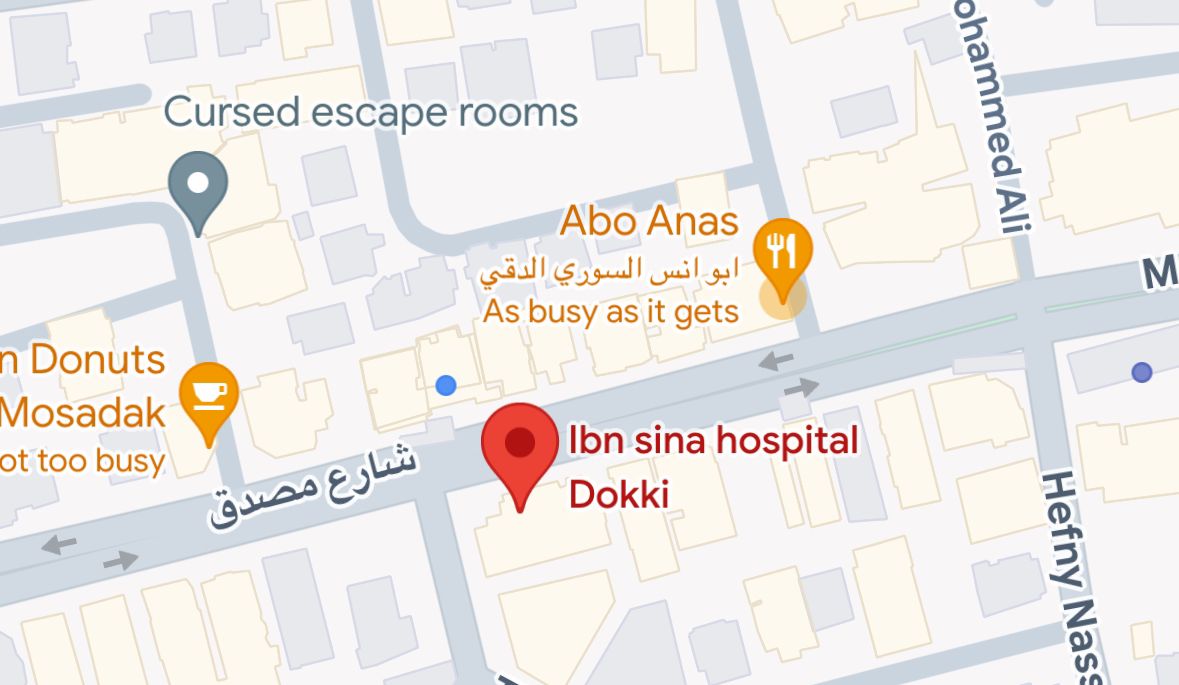 ohammed Ali
Cursed escape rooms
Abo Anas
ابو انس السوري الدقي
As busy as it gets
M
n Donuts
Mosadak
ot too busy
شارع مصدق
Ibn sina hospital
Dokki
Hefny Nass